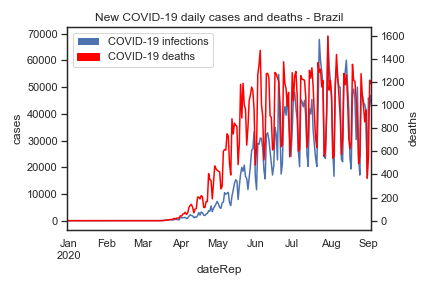 New COVID-19 daily cases and deaths - Brazil
COVID-19 infections
COVID-19 deaths
70000
60000
50000
40000
30000
20000
10000
0
cases
1600
1400
1200
1000
800
600
400
200
0
deaths
Jan Feb Mar Apr May Jun Jul Aug Sep
2020
dateRep